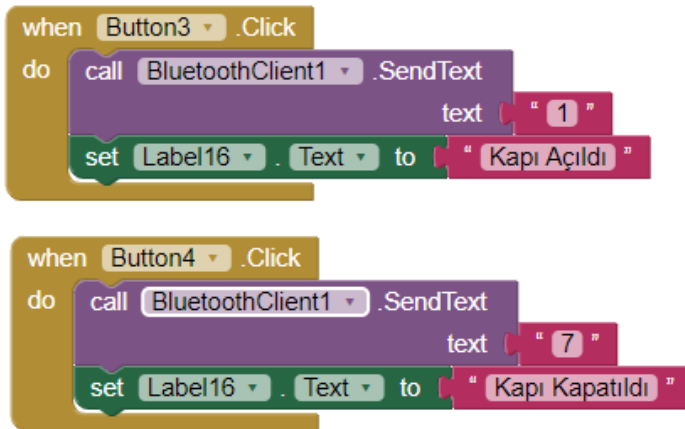 when Button3 .Click
do call BluetoothClient1 .SendText
text " 1 "
set Label16 . Text to " Kapı Açıldı "
when Button4 .Click
do call BluetoothClient1 .SendText
text " 7 "
set Label16 . Text to " Kapı Kapatıldı "